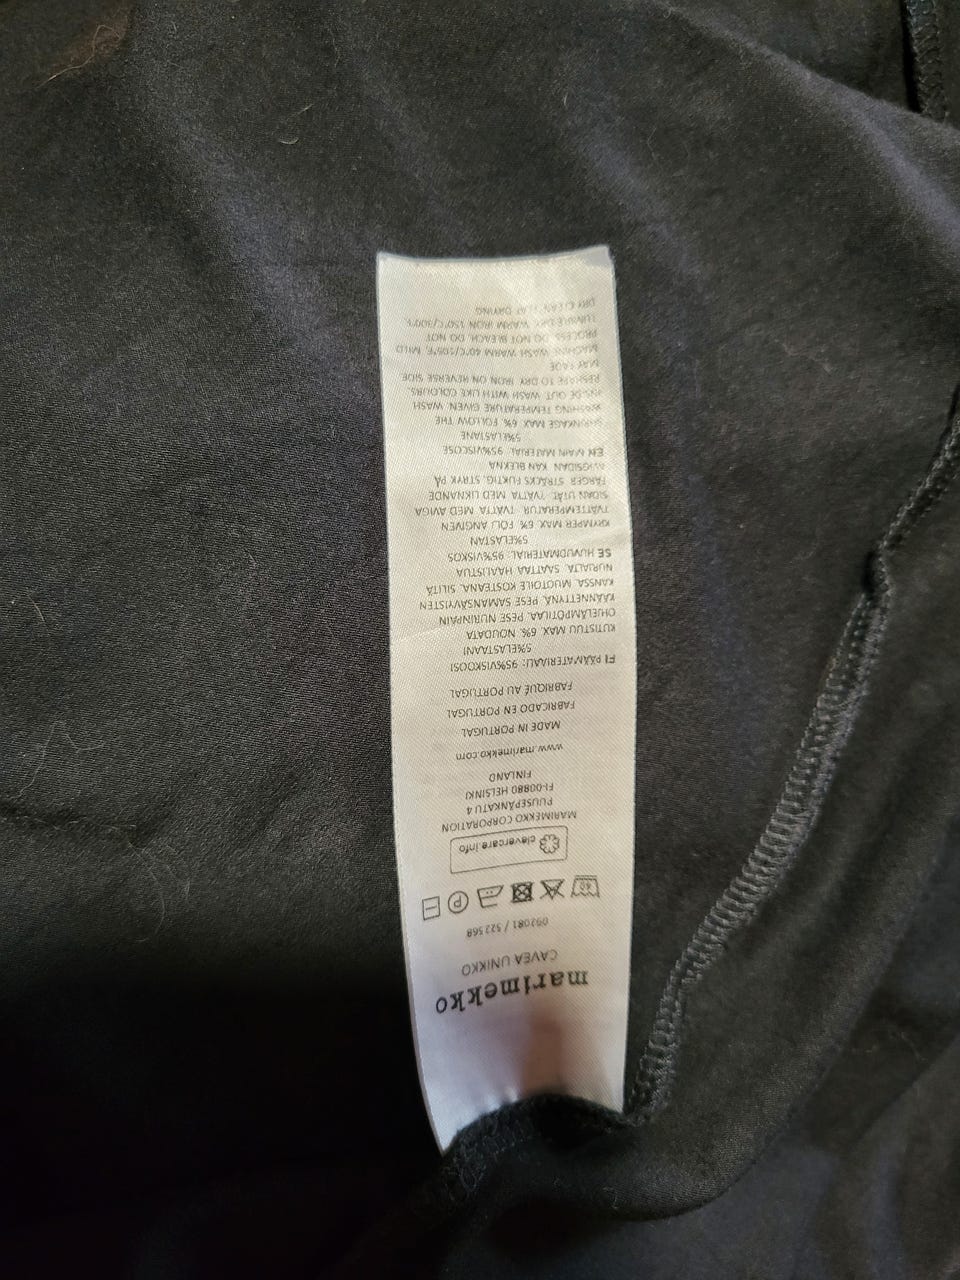 marimekko
CAVEA UNIKKO
092081 / 522568
40 P
clevercare.info
MARIMEKKO CORPORATION
PUUSEPÄNKATU 4
FI-00880 HELSINKI
FINLAND
www.marimekko.com
MADE IN PORTUGAL
FABRICADO EN PORTUGAL
FABRIQUÉ AU PORTUGAL
FI PÄÄMATERIAALI: 95%VISKOOSI
5%ELASTAANI
KUTISTUU MAX. 6%. NOUDATA
OHJELÄMPÖTILAA. PESE NURINPÄIN
KÄÄNNETTYNÄ. PESE SAMANSÄVYISTEN
KANSSA. MUOTOILE KOSTEANA. SILITÄ
NURJALTA. SAATTAA HAALISTUA
SE HUVUDMATERIAL: 95%VISKOS
5%ELASTAN
KRYMPER MAX. 6%. FÖLJ ANGIVEN
TVÄTTEMPERATUR. TVÄTTA MED AVIGA
SIDAN UTÅT. TVÄTTA MED LIKNANDE
FÄRGER. STRÄCKS FUKTIG. STRYK PÅ
AVIGSIDAN KAN BLEKNA
EN MAIN MATERIAL: 95%VISCOSE
5%ELASTANE
SHRINKAGE MAX. 6%. FOLLOW THE
WASHING TEMPERATURE GIVEN. WASH
INSIDE OUT. WASH WITH LIKE COLOURS.
RESHAPE TO DRY. IRON ON REVERSE SIDE
MAY FADE
MACHINE WASH WARM 40°C/105°F, MILD
PROCESS. DO NOT BLEACH. DO NOT
TUMBLE DRY. WARM IRON 150°C/300°F
DRY CLEAN. FLAT DRYING